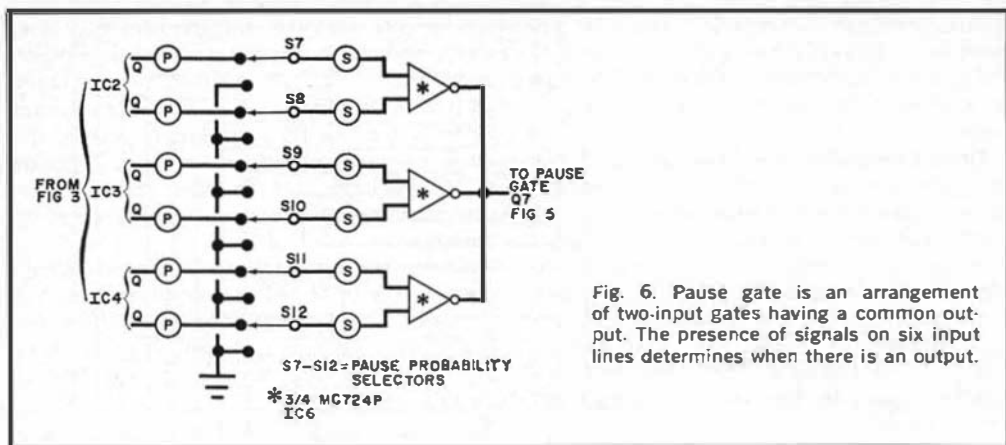 S7
Q P S
IC2 *
S8
Q P S
S9
Q P S
FROM FIG 3 IC3 *
S10
Q P S
TO PAUSE
GATE
Q7
FIG 5
S11
Q P S
IC4 *
S12
Q P S
S7-S12= PAUSE PROBABILITY
SELECTORS
* 3/4 MC724P
IC6
Fig. 6. Pause gate is an arrangement
of two-input gates having a common out-
put. The presence of signals on six input
lines determines when there is an output.